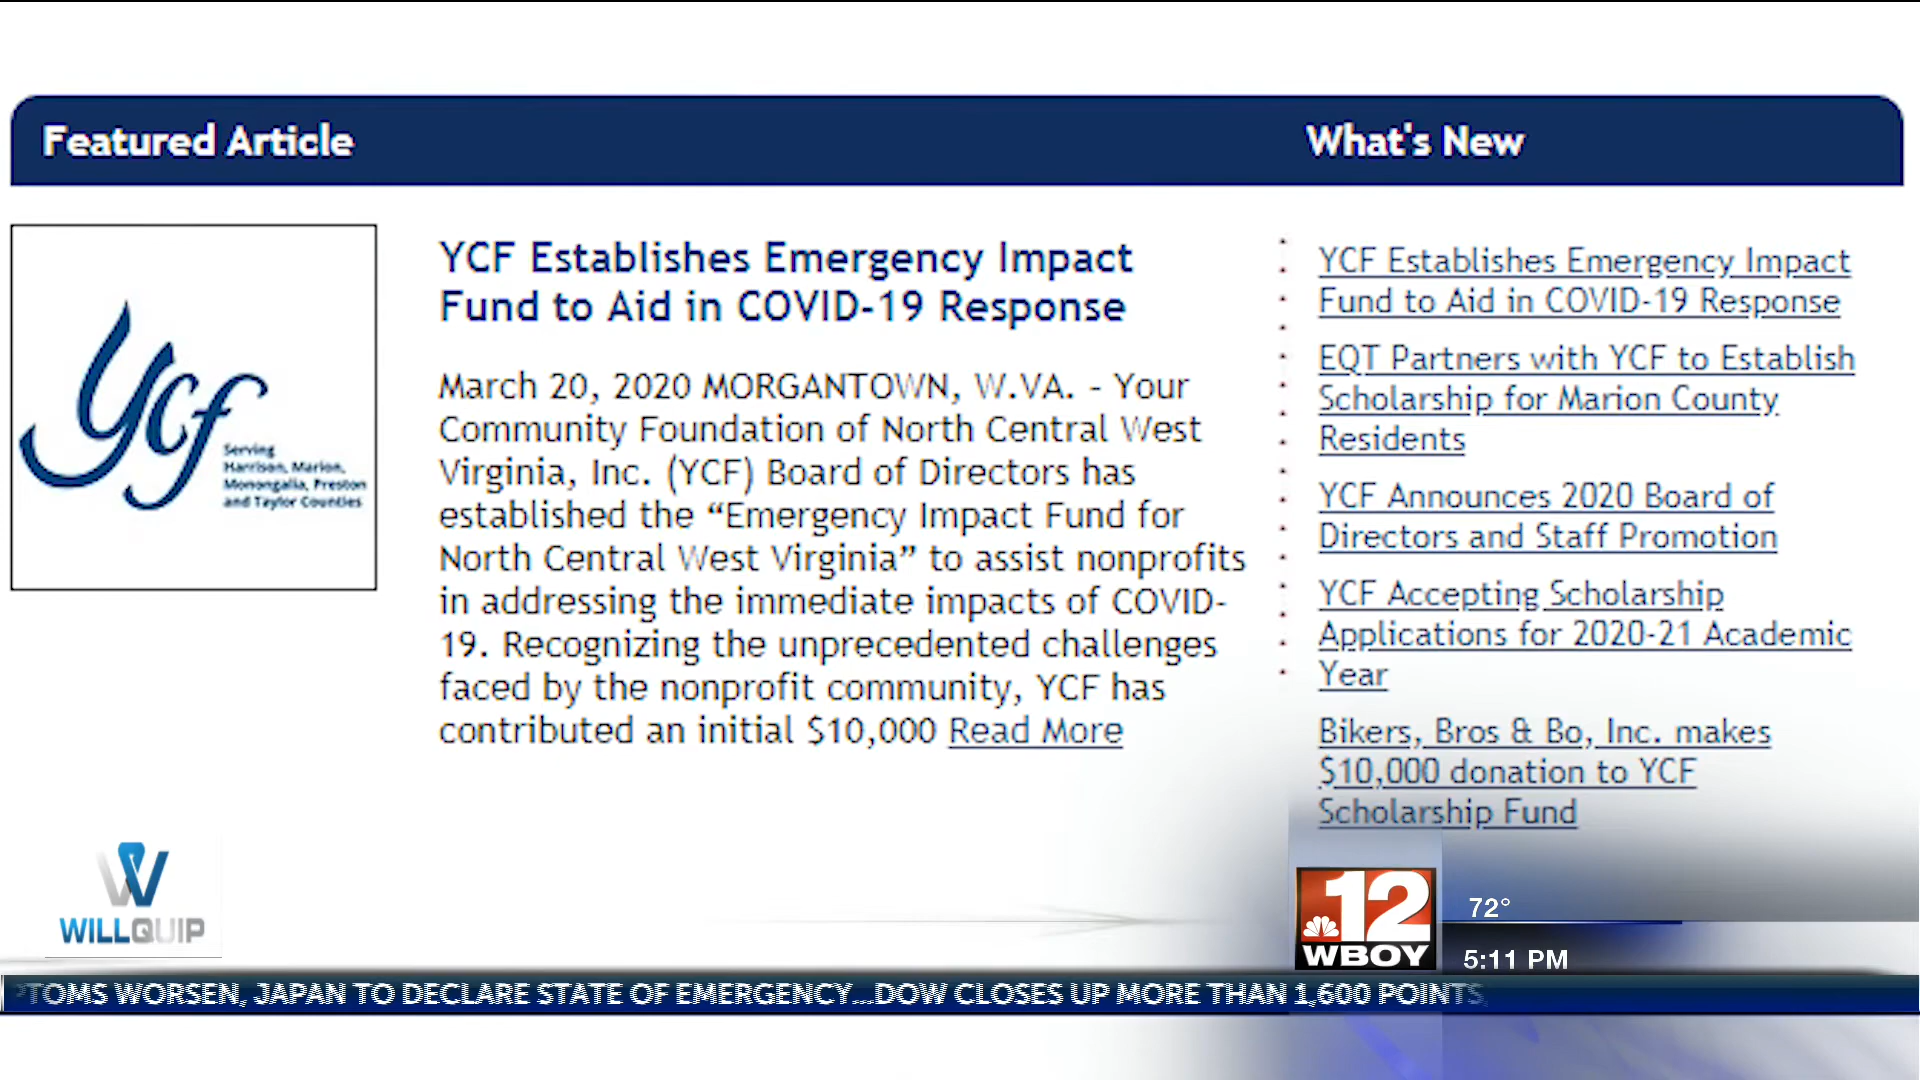 Featured Article
What's New
YCF Establishes Emergency Impact
Fund to Aid in COVID-19 Response
March 20, 2020 MORGANTOWN, W.VA. - Your
Community Foundation of North Central West
Virginia, Inc. (YCF) Board of Directors has
established the “Emergency Impact Fund for
North Central West Virginia” to assist nonprofits
in addressing the immediate impacts of COVID-
19. Recognizing the unprecedented challenges
faced by the nonprofit community, YCF has
contributed an initial $10,000 Read More
ycf
Serving
Harrison, Marion,
Monongalia, Preston
and Taylor Counties
YCF Establishes Emergency Impact
Fund to Aid in COVID-19 Response
EQT Partners with YCF to Establish
Scholarship for Marion County
Residents
YCF Announces 2020 Board of
Directors and Staff Promotion
YCF Accepting Scholarship
Applications for 2020-21 Academic
Year
Bikers, Bros & Bo, Inc. makes
$10,000 donation to YCF
Scholarship Fund
W
WILLQUIP
12
WBOY
72°
5:11 PM
TOMS WORSEN, JAPAN TO DECLARE STATE OF EMERGENCY...DOW CLOSES UP MORE THAN 1,600 POINTS